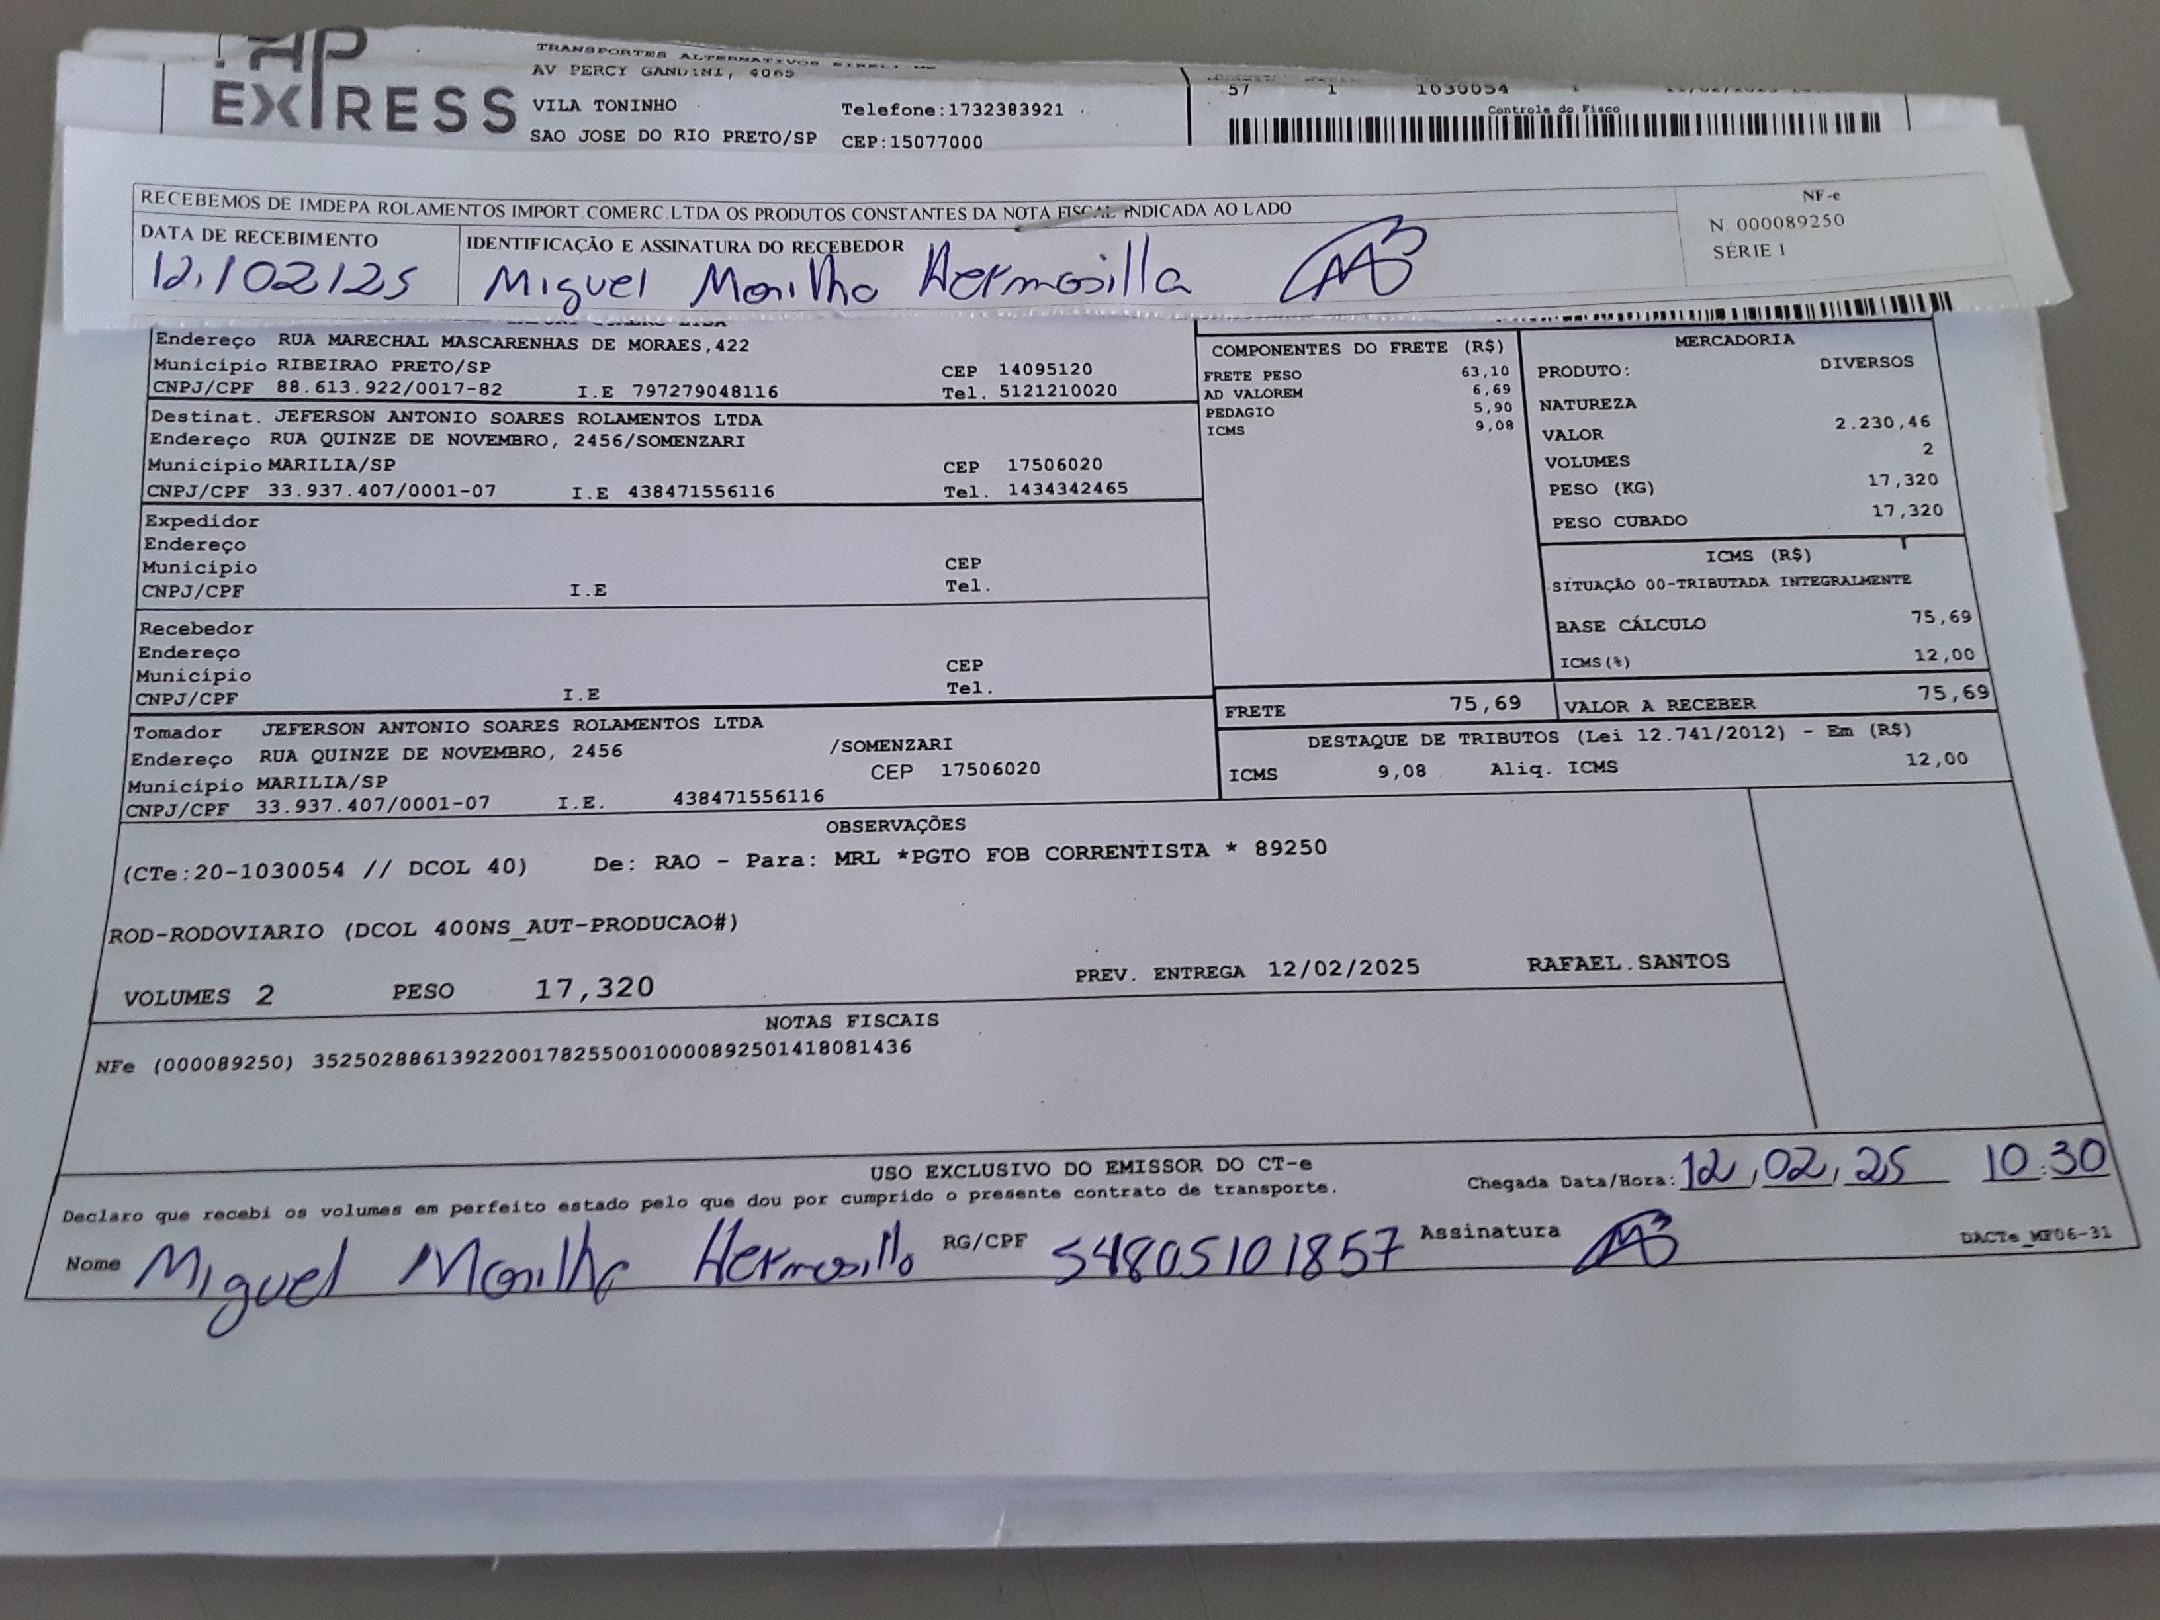 EXPRESS
AV PERCY GANDINI, 4065
VILA TONINHO Telefone:1732383921
SAO JOSE DO RIO PRETO/SP CEP:15077000
57 1 1030054
Controle do Fisco
RECEBEMOS DE IMDEPA ROLAMENTOS IMPORT.COMERC.LTDA OS PRODUTOS CONSTANTES DA NOTA FISCAL INDICADA AO LADO
DATA DE RECEBIMENTO
12/02/25
IDENTIFICAÇÃO E ASSINATURA DO RECEBEDOR
Miguel Morilho Hermosilla
NF-e
N. 000089250
SÉRIE 1
Endereço RUA MARECHAL MASCARENHAS DE MORAES,422
Município RIBEIRAO PRETO/SP CEP 14095120
CNPJ/CPF 88.613.922/0017-82 I.E 797279048116 Tel. 5121210020
Destinat. JEFERSON ANTONIO SOARES ROLAMENTOS LTDA
Endereço RUA QUINZE DE NOVEMBRO, 2456/SOMENZARI
Município MARILIA/SP CEP 17506020
CNPJ/CPF 33.937.407/0001-07 I.E 438471556116 Tel. 1434342465
Expedidor
Endereço
Município CEP
CNPJ/CPF I.E Tel.
Recebedor
Endereço
Município CEP
CNPJ/CPF I.E Tel.
Tomador JEFERSON ANTONIO SOARES ROLAMENTOS LTDA
Endereço RUA QUINZE DE NOVEMBRO, 2456 /SOMENZARI
Município MARILIA/SP CEP 17506020
CNPJ/CPF 33.937.407/0001-07 I.E. 438471556116
COMPONENTES DO FRETE (R$)
FRETE PESO 63,10
AD VALOREM 6,69
PEDAGIO 5,90
ICMS 9,08
FRETE 75,69
MERCADORIA
PRODUTO: DIVERSOS
NATUREZA
VALOR 2.230,46
VOLUMES 2
PESO (KG) 17,320
PESO CUBADO 17,320
ICMS (R$)
SITUAÇÃO 00-TRIBUTADA INTEGRALMENTE
BASE CÁLCULO 75,69
ICMS(%) 12,00
VALOR A RECEBER 75,69
DESTAQUE DE TRIBUTOS (Lei 12.741/2012) - Em (R$)
ICMS 9,08 Aliq. ICMS 12,00
OBSERVAÇÕES
(CTe:20-1030054 // DCOL 40) De: RAO - Para: MRL *PGTO FOB CORRENTISTA * 89250
ROD-RODOVIARIO (DCOL 400NS_AUT-PRODUCAO#)
VOLUMES 2 PESO 17,320 PREV. ENTREGA 12/02/2025 RAFAEL.SANTOS
NOTAS FISCAIS
NFe (000089250) 35250288613922001782550010000892501418081436
USO EXCLUSIVO DO EMISSOR DO CT-e
Declaro que recebi os volumes em perfeito estado pelo que dou por cumprido o presente contrato de transporte.
Chegada Data/Hora: 12,02,25 10:30
Nome Miguel Morilho Hermosilla RG/CPF 54805101857 Assinatura
DACTe_MF06-31